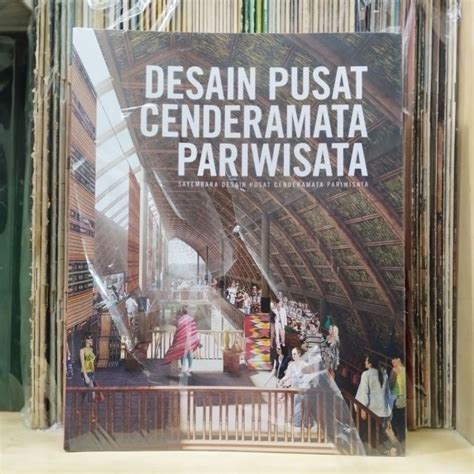 DESAIN PUSAT
CENDERAMATA
PARIWISATA
SAYEMBARA DESAIN PUSAT CENDERAMATA PARIWISATA